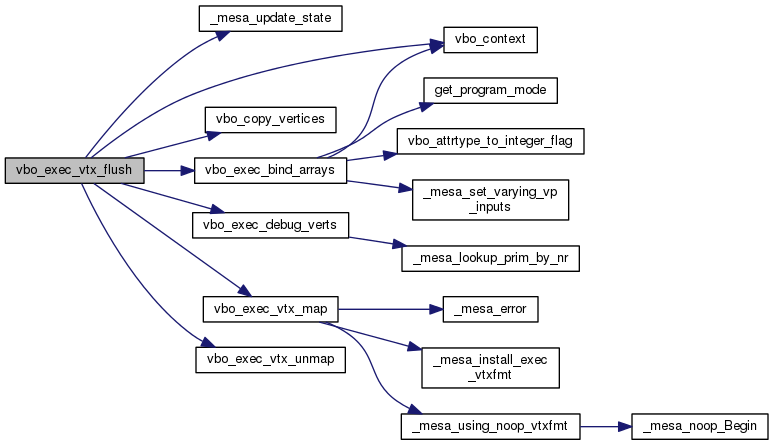 _mesa_update_state
vbo_context
get_program_mode
vbo_copy_vertices
vbo_attrtype_to_integer_flag
vbo_exec_vtx_flush
vbo_exec_bind_arrays
_mesa_set_varying_vp
_inputs
vbo_exec_debug_verts
_mesa_lookup_prim_by_nr
vbo_exec_vtx_map
_mesa_error
vbo_exec_vtx_unmap
_mesa_install_exec
_vtxfmt
_mesa_using_noop_vtxfmt
_mesa_noop_Begin